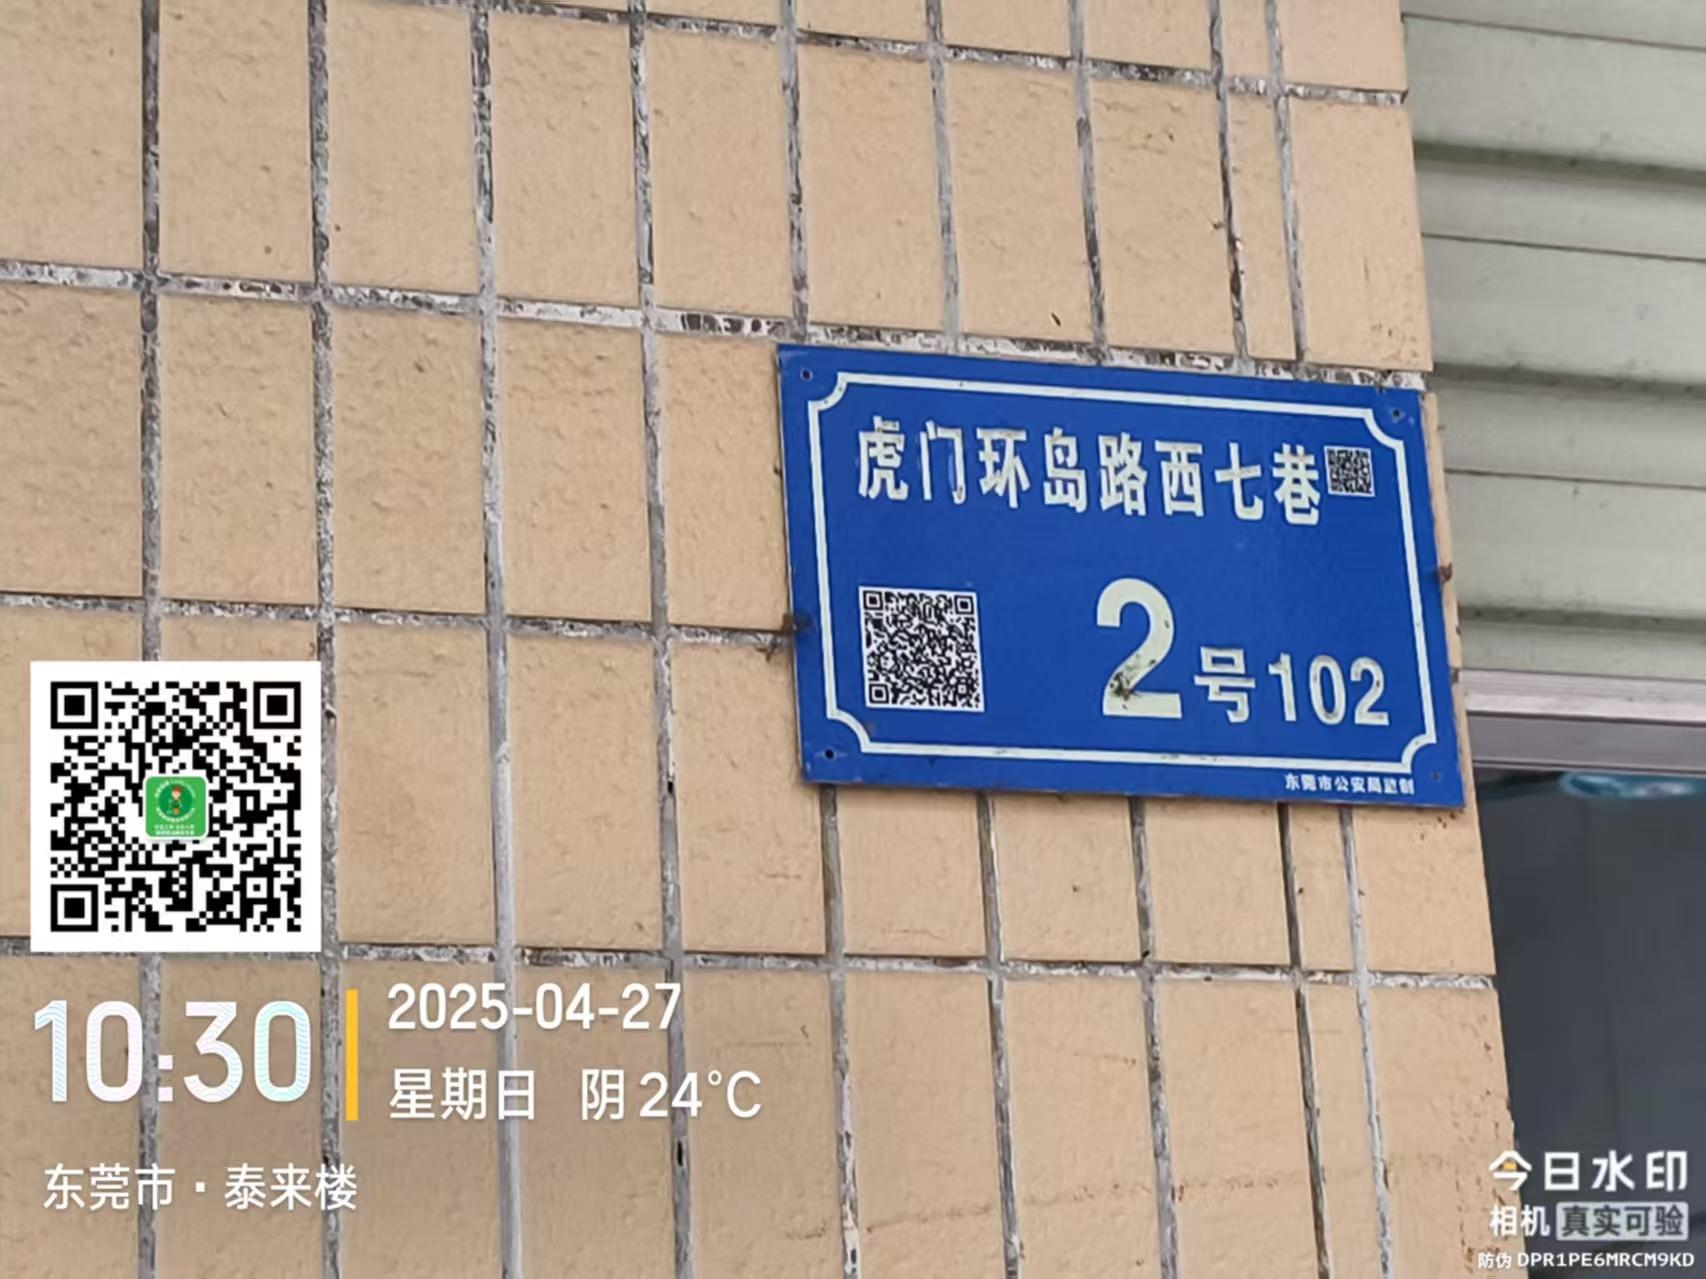 虎门环岛路西七巷
2号102
东莞市公安局监制
10:30
2025-04-27
星期日 阴 24℃
东莞市·泰来楼
今日水印
相机 真实可验
防伪 DPR1PE6MRCM9KD